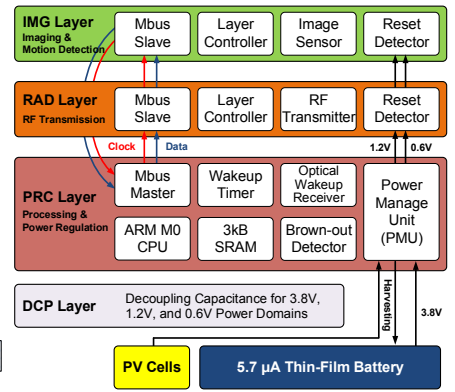 IMG Layer
Imaging &
Motion Detection
Mbus
Slave
Layer
Controller
Image
Sensor
Reset
Detector
RAD Layer
RF Transmission
Mbus
Slave
Layer
Controller
RF
Transmitter
Reset
Detector
Clock
Data
1.2V
0.6V
PRC Layer
Processing &
Power Regulation
Mbus
Master
Wakeup
Timer
Optical
Wakeup
Receiver
Power
Manage
Unit
(PMU)
ARM M0
CPU
3kB
SRAM
Brown-out
Detector
DCP Layer
Decoupling Capacitance for 3.8V,
1.2V, and 0.6V Power Domains
Harvesting
3.8V
PV Cells
5.7 µA Thin-Film Battery